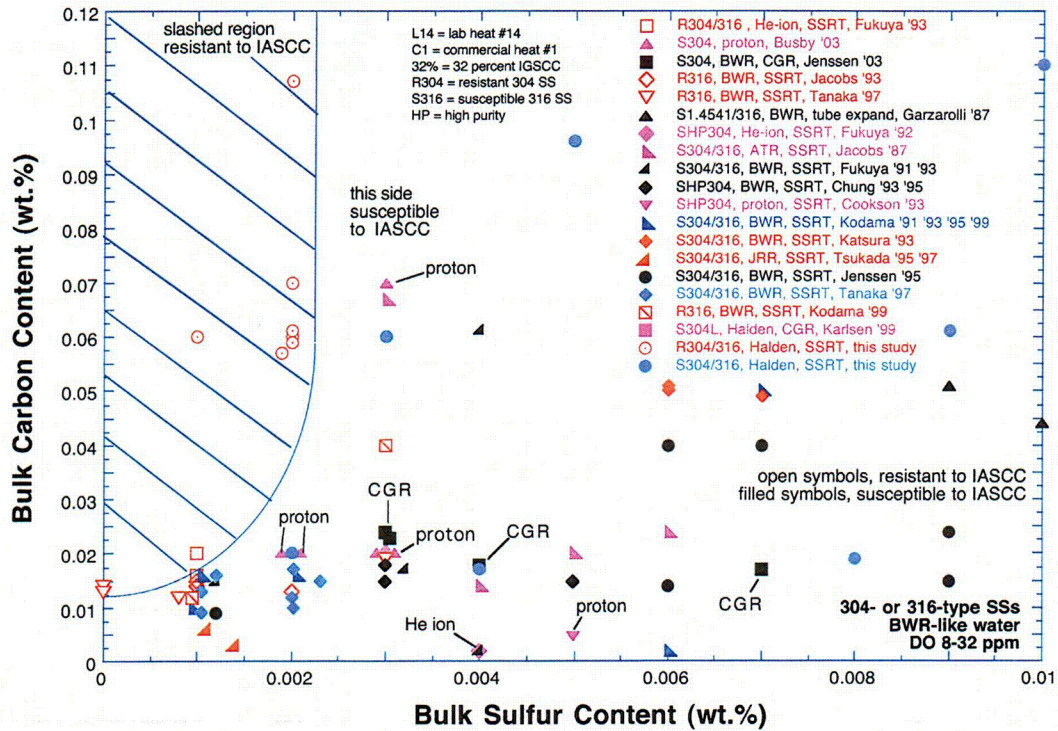 slashed region
resistant to IASCC
L14 = lab heat #14
C1 = commercial heat #1
32% = 32 percent IGSCC
R304 = resistant 304 SS
S316 = susceptible 316 SS
HP = high purity
R304/316 , He-ion, SSRT, Fukuya '93
S304, proton, Busby '03
S304, BWR, CGR, Jenssen '03
R316, BWR, SSRT, Jacobs '93
R316, BWR, SSRT, Tanaka '97
S1.4541/316, BWR, tube expand, Garzarolli '87
SHP304, He-ion, SSRT, Fukuya '92
S304/316, ATR, SSRT, Jacobs '87
S304/316, BWR, SSRT, Fukuya '91 '93
SHP304, BWR, SSRT, Chung '93 '95
SHP304, proton, SSRT, Cookson '93
S304/316, BWR, SSRT, Kodama '91 '93 '95 '99
S304/316, BWR, SSRT, Katsura '93
S304/316, JRR, SSRT, Tsukada '95 '97
S304/316, BWR, SSRT, Jenssen '95
S304/316, BWR, SSRT, Tanaka '97
R316, BWR, SSRT, Kodama '99
S304L, Halden, CGR, Karlsen '99
R304/316, Halden, SSRT, this study
S304/316, Halden, SSRT, this study
this side
susceptible
to IASCC
proton
open symbols, resistant to IASCC
filled symbols, susceptible to IASCC
CGR
proton
proton
CGR
He ion
proton
CGR
304- or 316-type SSs
BWR-like water
DO 8-32 ppm
0.12
0.11
0.1
0.09
0.08
0.07
0.06
0.05
0.04
0.03
0.02
0.01
0
Bulk Carbon Content (wt.%)
0
0.002
0.004
0.006
0.008
0.01
Bulk Sulfur Content (wt.%)